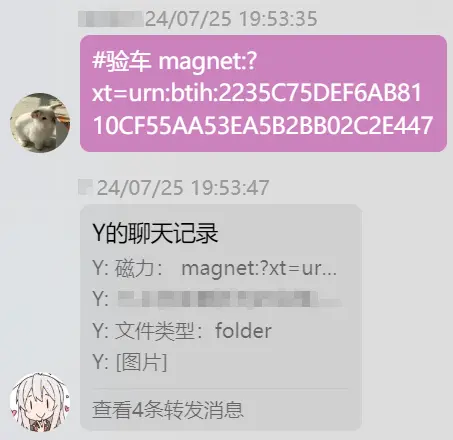 24/07/25 19:53:35
#验车 magnet:?
xt=urn:btih:2235C75DEF6AB81
10CF55AA53EA5B2BB02C2E447
24/07/25 19:53:47
Y的聊天记录
Y: 磁力： magnet:?xt=ur...
Y:
Y: 文件类型：folder
Y: [图片]
查看4条转发消息